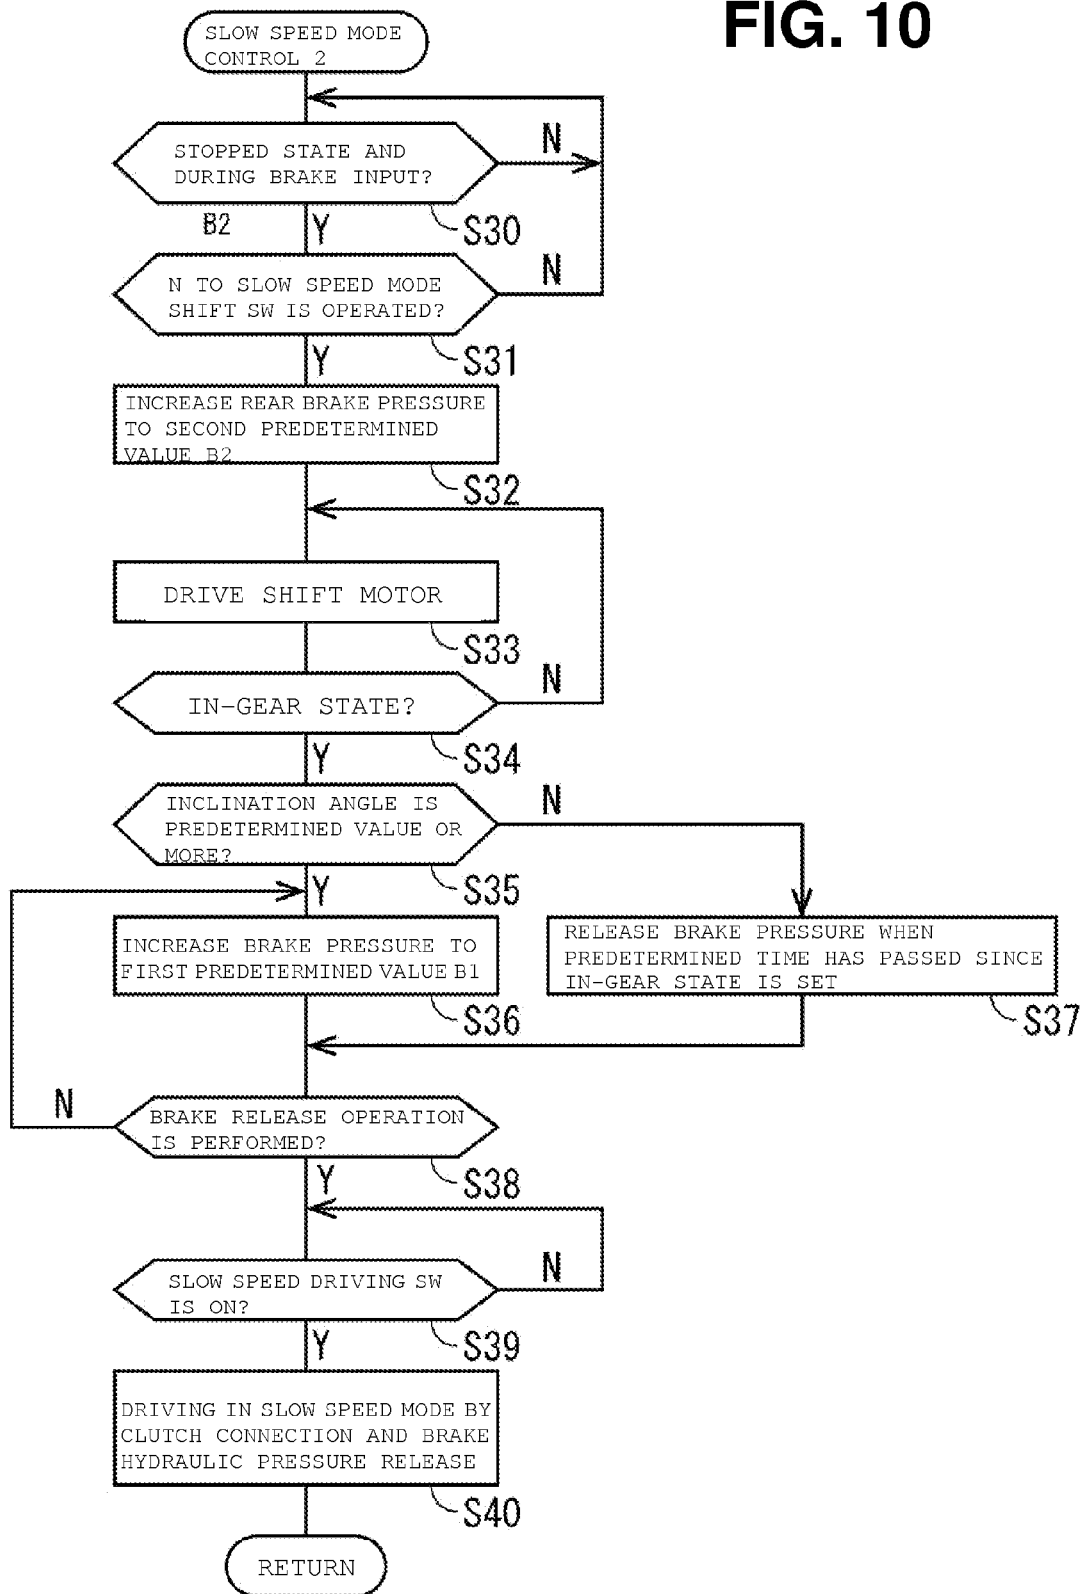 FIG. 10
SLOW SPEED MODE
CONTROL 2
STOPPED STATE AND
DURING BRAKE INPUT?
N
S30
B2
Y
N TO SLOW SPEED MODE
SHIFT SW IS OPERATED?
N
S31
Y
INCREASE REAR BRAKE PRESSURE
TO SECOND PREDETERMINED
VALUE B2
S32
DRIVE SHIFT MOTOR
S33
IN-GEAR STATE?
N
S34
Y
INCLINATION ANGLE IS
PREDETERMINED VALUE OR
MORE?
N
S35
Y
INCREASE BRAKE PRESSURE TO
FIRST PREDETERMINED VALUE B1
S36
RELEASE BRAKE PRESSURE WHEN
PREDETERMINED TIME HAS PASSED SINCE
IN-GEAR STATE IS SET
S37
N
BRAKE RELEASE OPERATION
IS PERFORMED?
S38
Y
SLOW SPEED DRIVING SW
IS ON?
N
S39
Y
DRIVING IN SLOW SPEED MODE BY
CLUTCH CONNECTION AND BRAKE
HYDRAULIC PRESSURE RELEASE
S40
RETURN